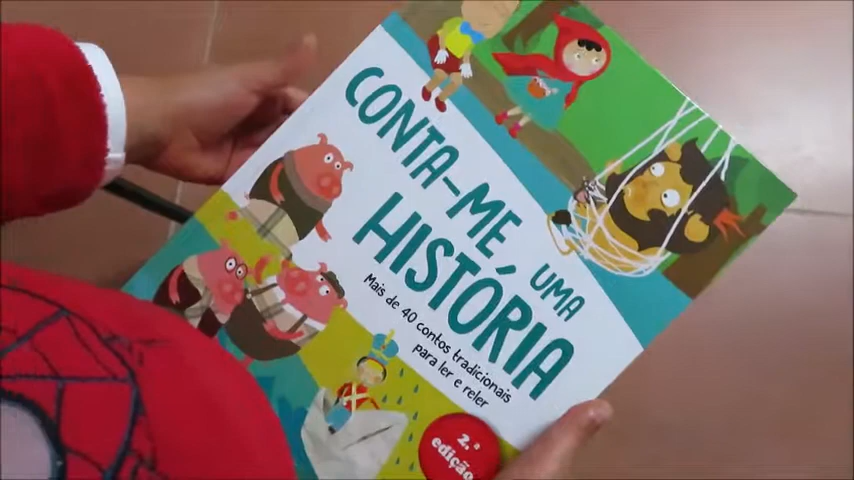 CONTA-ME
UMA
HISTÓRIA
Mais de 40 contos tradicionais
para ler e reler
2.ª
edição